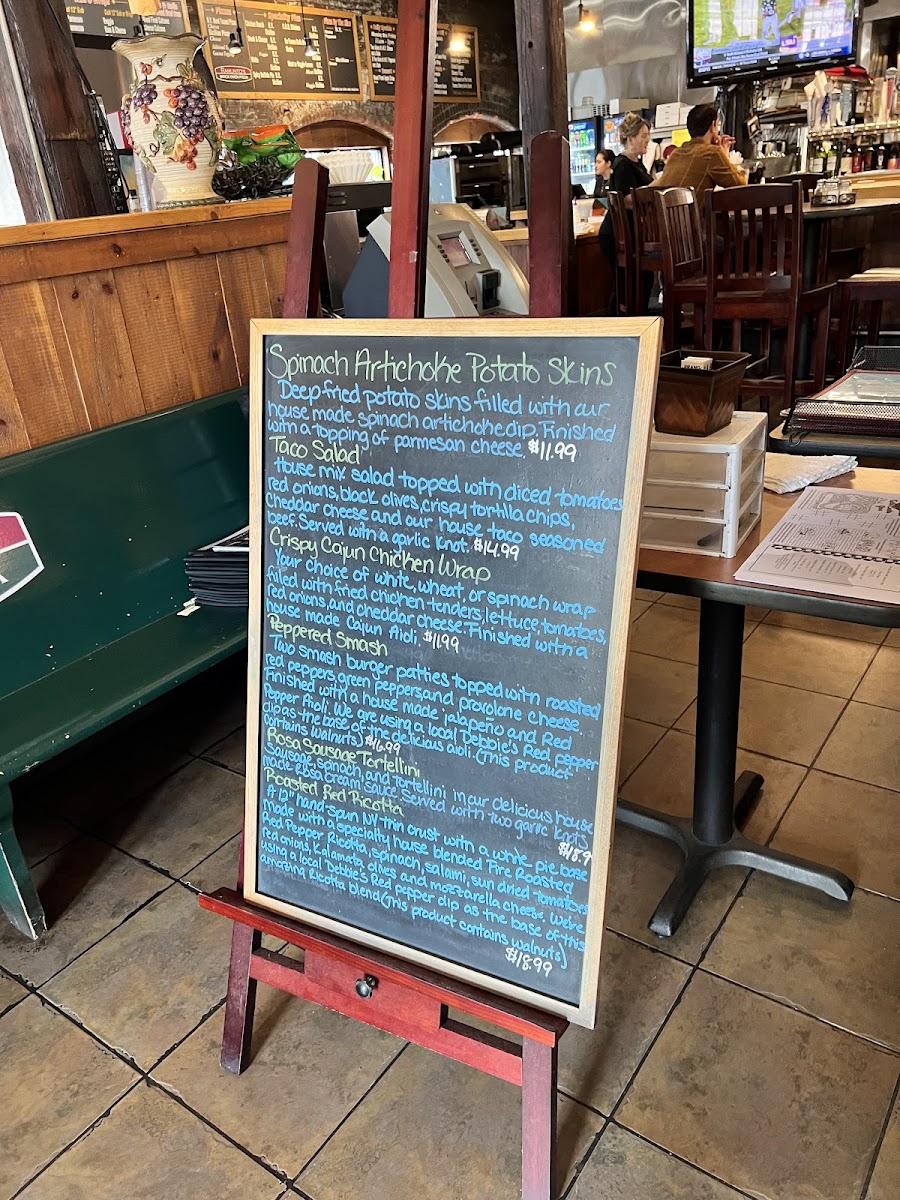 Spinach Artichoke Potato Skins
Deep fried potato skins filled with our
house made spinach artichoke dip. Finished
with a topping of parmesan cheese $11.99
Taco Salad
House mix salad topped with diced tomatoes
red onions, black olives, crispy tortilla chips,
cheddar cheese and our house taco seasoned
beef. Served with a garlic knot. $14.99
Crispy Cajun Chicken Wrap
Your choice of white, wheat, or spinach wrap
filled with fried chicken tenders, lettuce, tomatoes,
red onions, and cheddar cheese. Finished with a
house made Cajun Aioli $11.99
Peppered Smash
Two smash burger patties topped with roasted
red peppers, green peppers, and provolone cheese.
Finished with a house made jalapeño and Red
Pepper Aioli. We are using a local Debbie's Red pepper
dip as the base of the delicious aioli. (This product
contains walnuts) $16.99
Rosa Sausage Tortellini
Sausage, spinach, and tortellini in our delicious house
made Rosa cream sauce served with two garlic knots
$18.9
Roasted Red Ricotta
A 12" hand-spun NY thin crust with a white pie base
made with a specialty house blended Fire Roasted
Red Pepper Ricotta, spinach, salami, sun dried tomatoes
red onions, Kalamata olives and mozzarella cheese, we're
using a local Debbie's Red pepper dip as the base of this
amazing Ricotta blend (this product contains walnuts)
$18.99